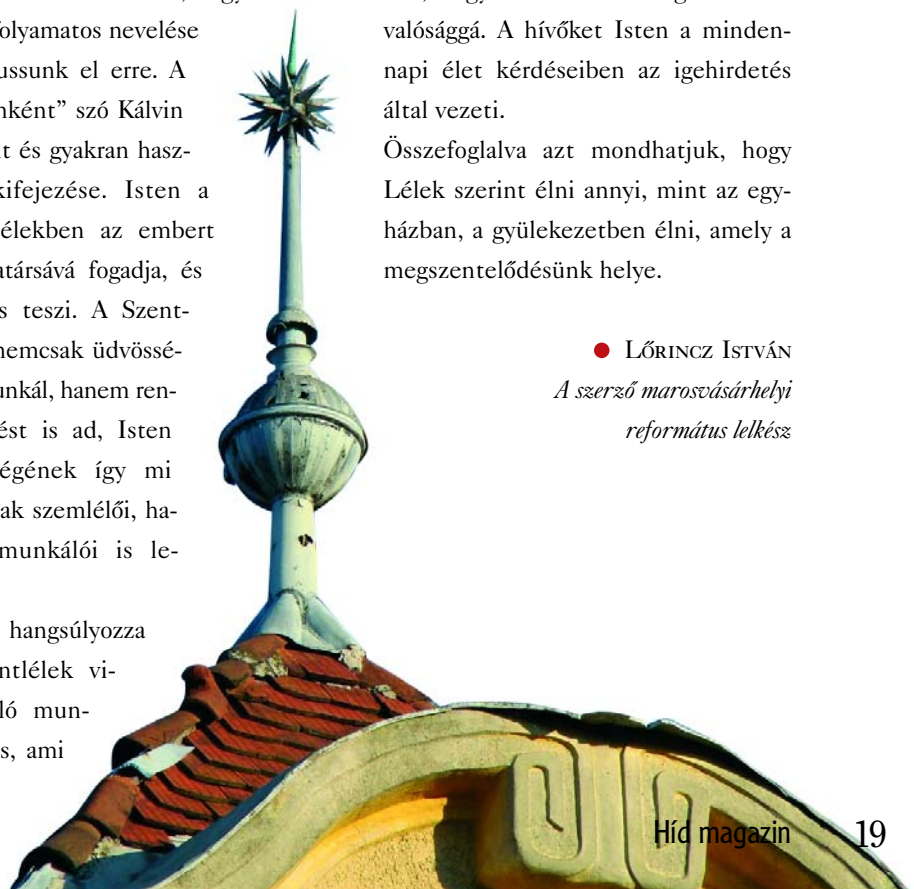 folyamatos nevelése
ussunk el erre. A
nként” szó Kálvin
t és gyakran hasz-
kifejezése. Isten a
élekben az embert
társává fogadja, és
s teszi. A Szent-
nemcsak üdvössé-
unkál, hanem ren-
ést is ad, Isten
égének így mi
ak szemlélői, ha-
munkálói is le-
hangsúlyozza
ntlélek vi-
ló mun-
s, ami
valósággá. A hívőket Isten a minden-
napi élet kérdéseiben az igehirdetés
által vezeti.
Összefoglalva azt mondhatjuk, hogy
Lélek szerint élni annyi, mint az egy-
házban, a gyülekezetben élni, amely a
megszentelődésünk helye.
● Lőrincz István
A szerző marosvásárhelyi
református lelkész
Híd magazin 19